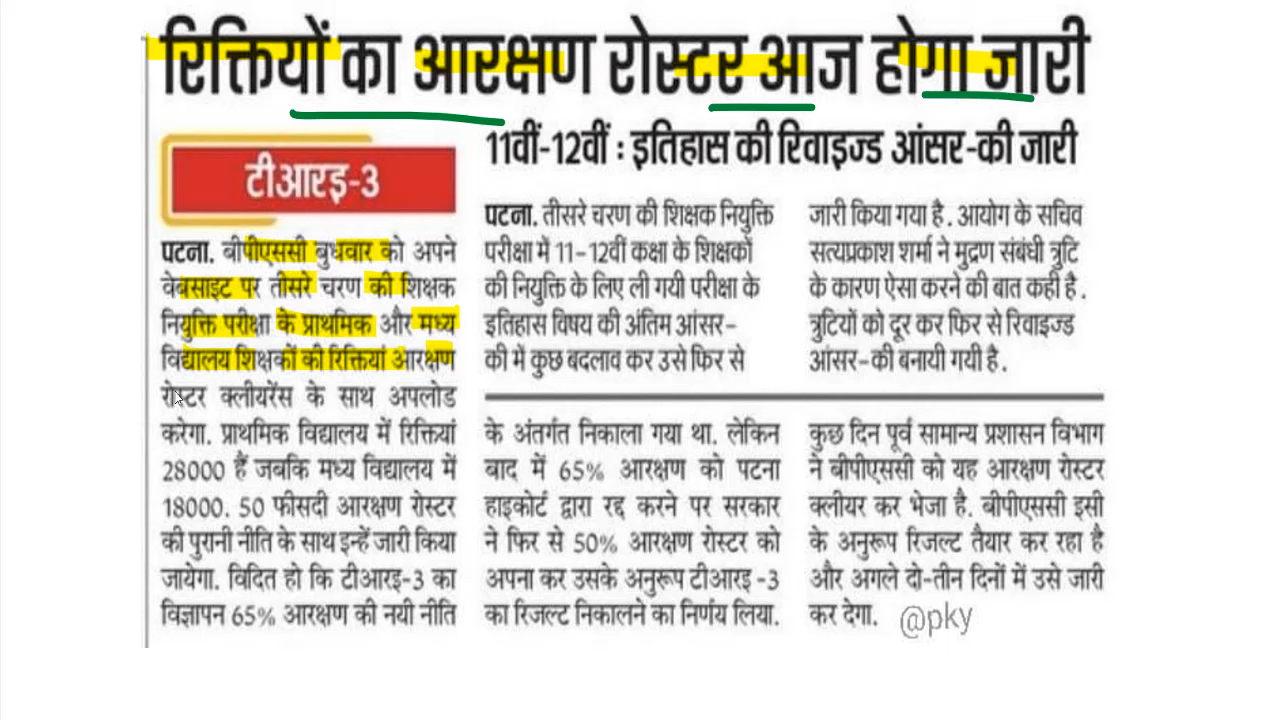 रिक्तियों का आरक्षण रोस्टर आज होगा जारी
टीआरइ-3
पटना. बीपीएससी बुधवार को अपने
वेबसाइट पर तीसरे चरण की शिक्षक
नियुक्ति परीक्षा के प्राथमिक और मध्य
विद्यालय शिक्षकों की रिक्तियां आरक्षण
रोस्टर क्लीयरेंस के साथ अपलोड
करेगा. प्राथमिक विद्यालय में रिक्तियां
28000 हैं जबकि मध्य विद्यालय में
18000. 50 फीसदी आरक्षण रोस्टर
की पुरानी नीति के साथ इन्हें जारी किया
जायेगा. विदित हो कि टीआरइ-3 का
विज्ञापन 65% आरक्षण की नयी नीति
के अंतर्गत निकाला गया था. लेकिन
बाद में 65% आरक्षण को पटना
हाइकोर्ट द्वारा रद्द करने पर सरकार
ने फिर से 50% आरक्षण रोस्टर को
अपना कर उसके अनुरूप टीआरइ -3
का रिजल्ट निकालने का निर्णय लिया.
कुछ दिन पूर्व सामान्य प्रशासन विभाग
ने बीपीएससी को यह आरक्षण रोस्टर
क्लीयर कर भेजा है. बीपीएससी इसी
के अनुरूप रिजल्ट तैयार कर रहा है
और अगले दो-तीन दिनों में उसे जारी
कर देगा.
11वीं-12वीं : इतिहास की रिवाइज्ड आंसर-की जारी
पटना. तीसरे चरण की शिक्षक नियुक्ति
परीक्षा में 11-12वीं कक्षा के शिक्षकों
की नियुक्ति के लिए ली गयी परीक्षा के
इतिहास विषय की अंतिम आंसर-
की में कुछ बदलाव कर उसे फिर से
जारी किया गया है. आयोग के सचिव
सत्यप्रकाश शर्मा ने मुद्रण संबंधी त्रुटि
के कारण ऐसा करने की बात कही है.
त्रुटियों को दूर कर फिर से रिवाइज्ड
आंसर-की बनायी गयी है.
@pky